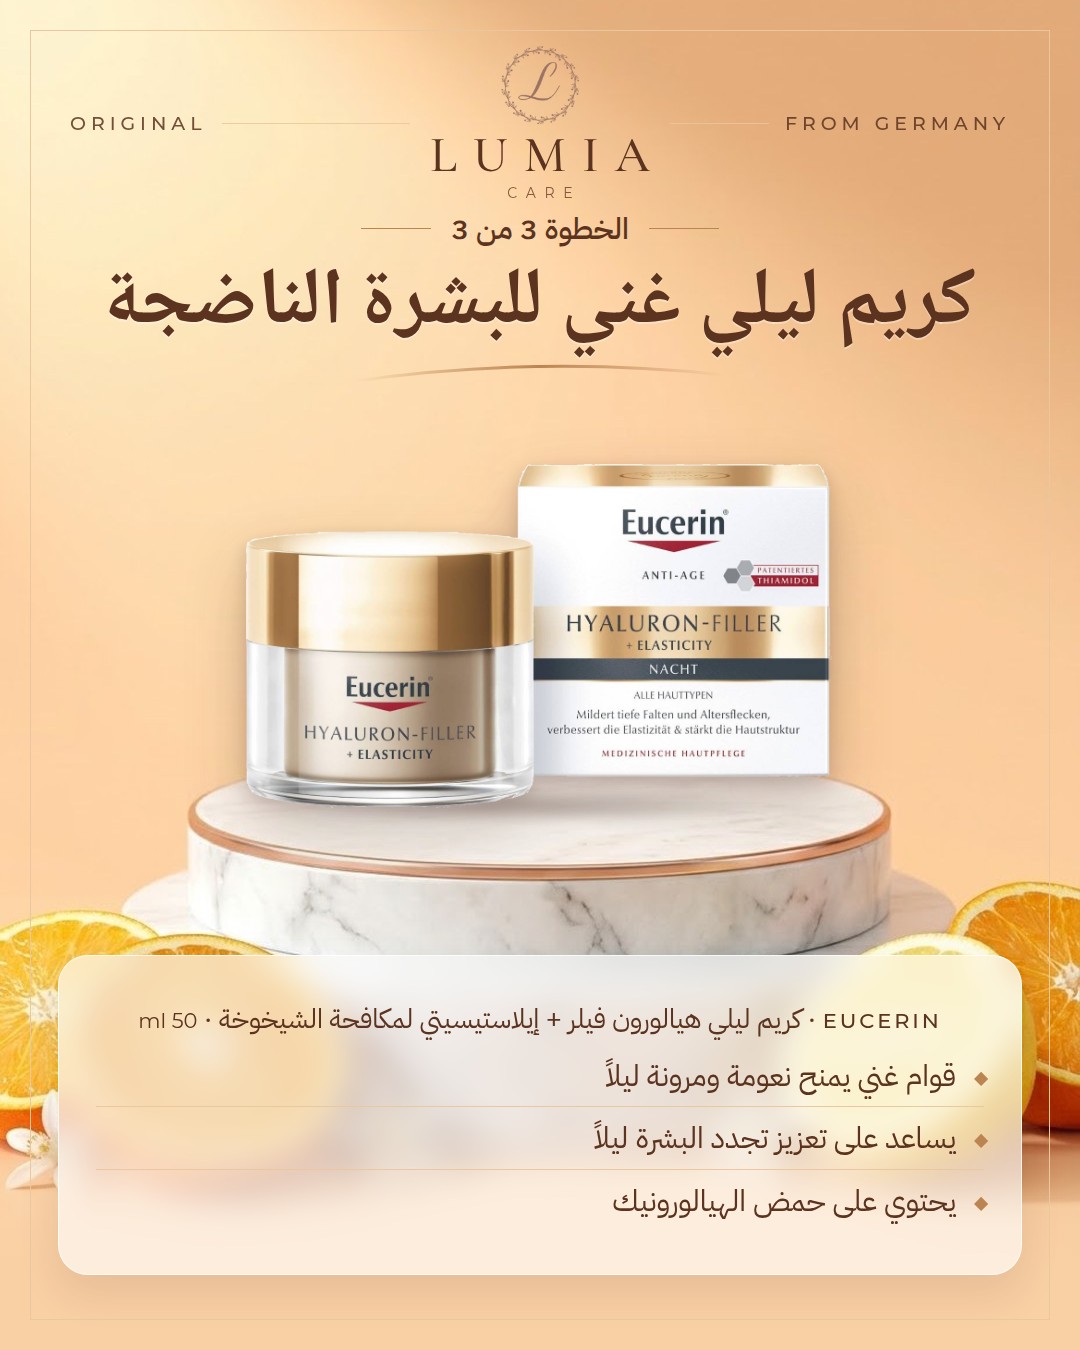 ORIGINAL
FROM GERMANY
L
LUMIA
CARE
الخطوة 3 من 3
كريم ليلي غني للبشرة الناضجة
Eucerin®
ANTI-AGE
PATENTIERTES
THIAMIDOL
HYALURON-FILLER
+ ELASTICITY
NACHT
ALLE HAUTTYPEN
Mildert tiefe Falten und Altersflecken,
verbessert die Elastizität & stärkt die Hautstruktur
MEDIZINISCHE HAUTPFLEGE
Eucerin®
HYALURON-FILLER
+ ELASTICITY
EUCERIN · كريم ليلي هيالورون فيلر + إيلاستيسيتي لمكافحة الشيخوخة · 50 ml
قوام غني يمنح نعومة ومرونة ليلاً
يساعد على تعزيز تجدد البشرة ليلاً
يحتوي على حمض الهيالورونيك